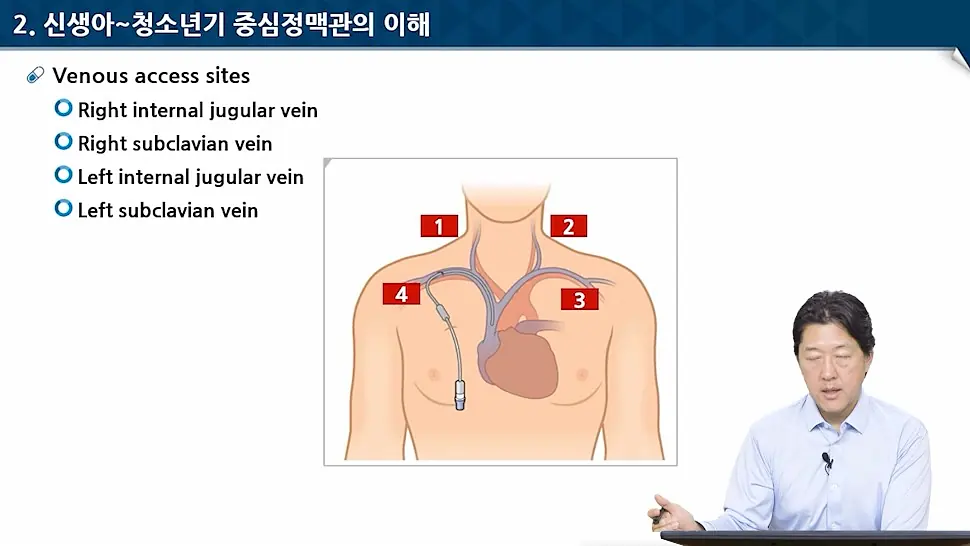 2. 신생아~청소년기 중심정맥관의 이해
Venous access sites
Right internal jugular vein
Right subclavian vein
Left internal jugular vein
Left subclavian vein
1
2
4
3